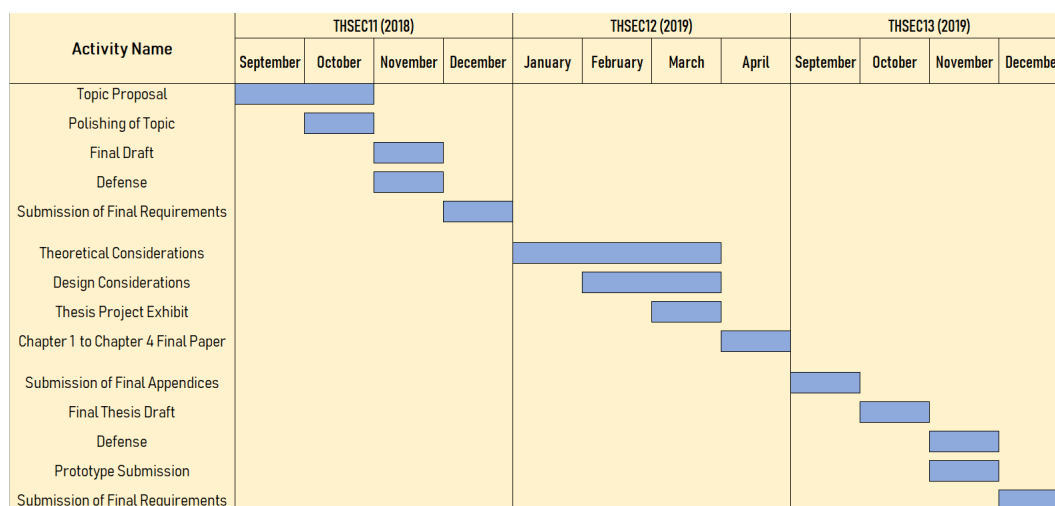 THSEC11 (2018) THSEC12 (2019) THSEC13 (2019)
Activity Name
September October November December January February March April September October November Decembe
Topic Proposal
Polishing of Topic
Final Draft
Defense
Submission of Final Requirements
Theoretical Considerations
Design Considerations
Thesis Project Exhibit
Chapter 1 to Chapter 4 Final Paper
Submission of Final Appendices
Final Thesis Draft
Defense
Prototype Submission
Submission of Final Requirements